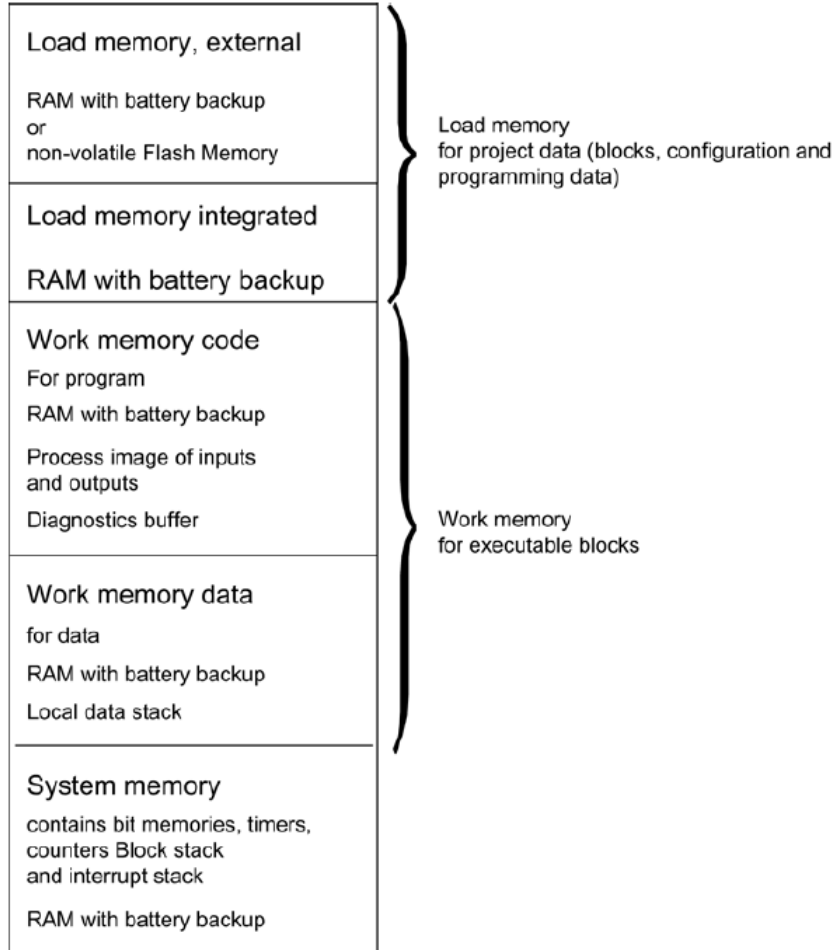 Load memory, external
RAM with battery backup
or
non-volatile Flash Memory
Load memory
for project data (blocks, configuration and
programming data)
Load memory integrated
RAM with battery backup
Work memory code
For program
RAM with battery backup
Process image of inputs
and outputs
Diagnostics buffer
Work memory
for executable blocks
Work memory data
for data
RAM with battery backup
Local data stack
System memory
contains bit memories, timers,
counters Block stack
and interrupt stack
RAM with battery backup